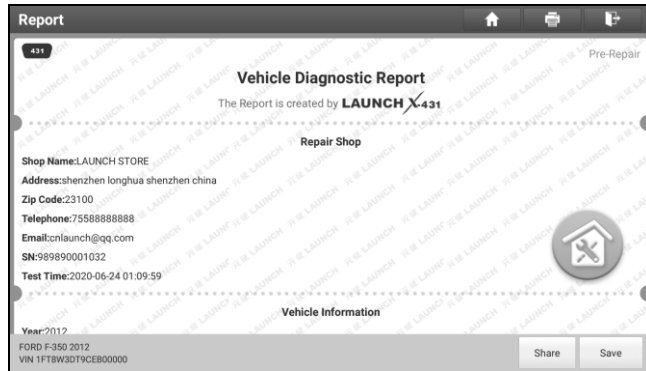 Report
431
Pre-Repair
Vehicle Diagnostic Report
The Report is created by LAUNCH X-431
Repair Shop
Shop Name:LAUNCH STORE
Address:shenzhen longhua shenzhen china
Zip Code:23100
Telephone:75588888888
Email:cnlaunch@qq.com
SN:989890001032
Test Time:2020-06-24 01:09:59
Vehicle Information
Year:2012
FORD F-350 2012
VIN 1FT8W3DT9CEB00000
Share
Save